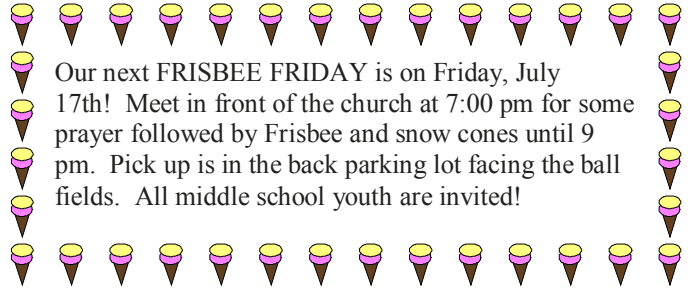 Our next FRISBEE FRIDAY is on Friday, July
17th!  Meet in front of the church at 7:00 pm for some
prayer followed by Frisbee and snow cones until 9
pm.  Pick up is in the back parking lot facing the ball
fields.  All middle school youth are invited!